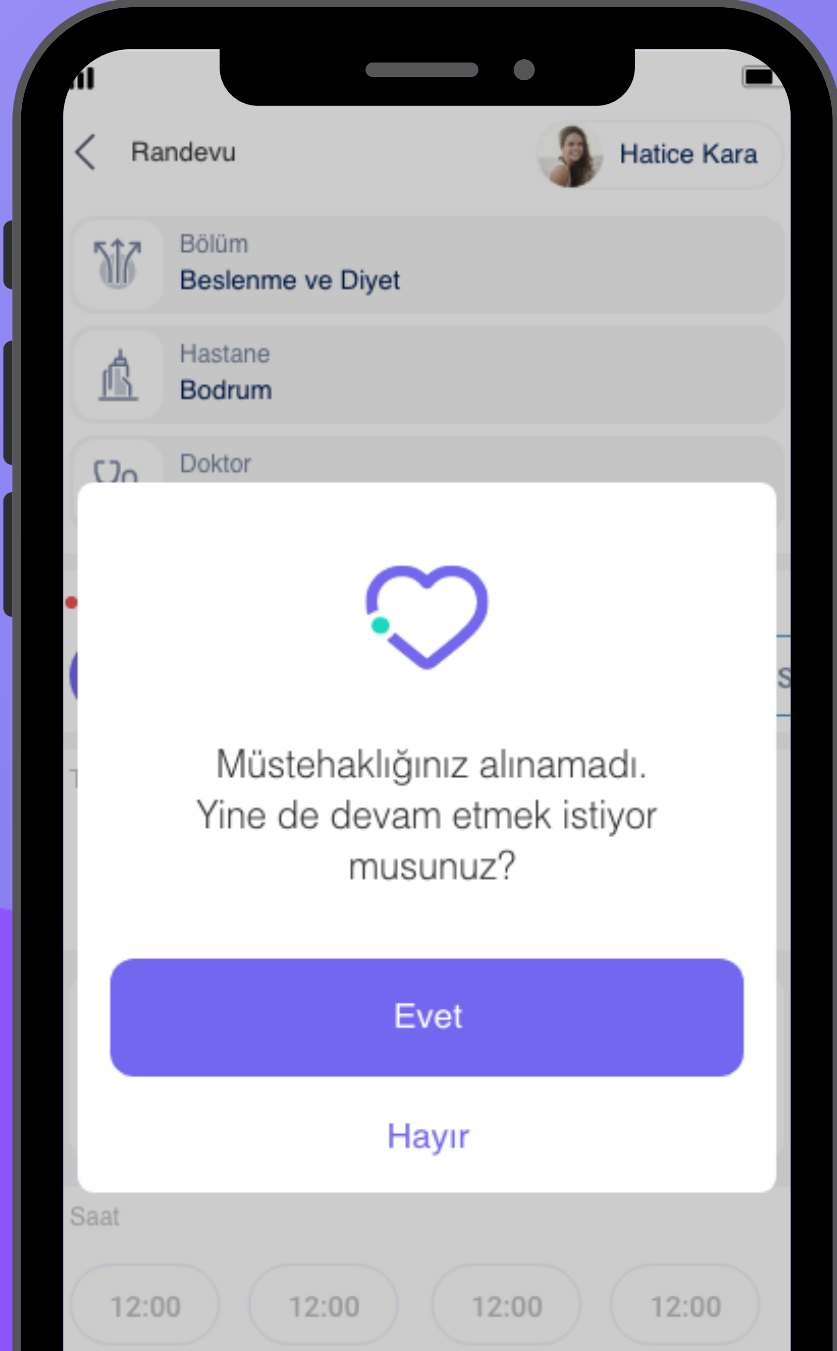 Randevu
Hatice Kara
Bölüm
Beslenme ve Diyet
Hastane
Bodrum
Doktor
Müstehaklığınız alınamadı.
Yine de devam etmek istiyor
musunuz?
Evet
Hayır
Saat
12:00 12:00 12:00 12:00